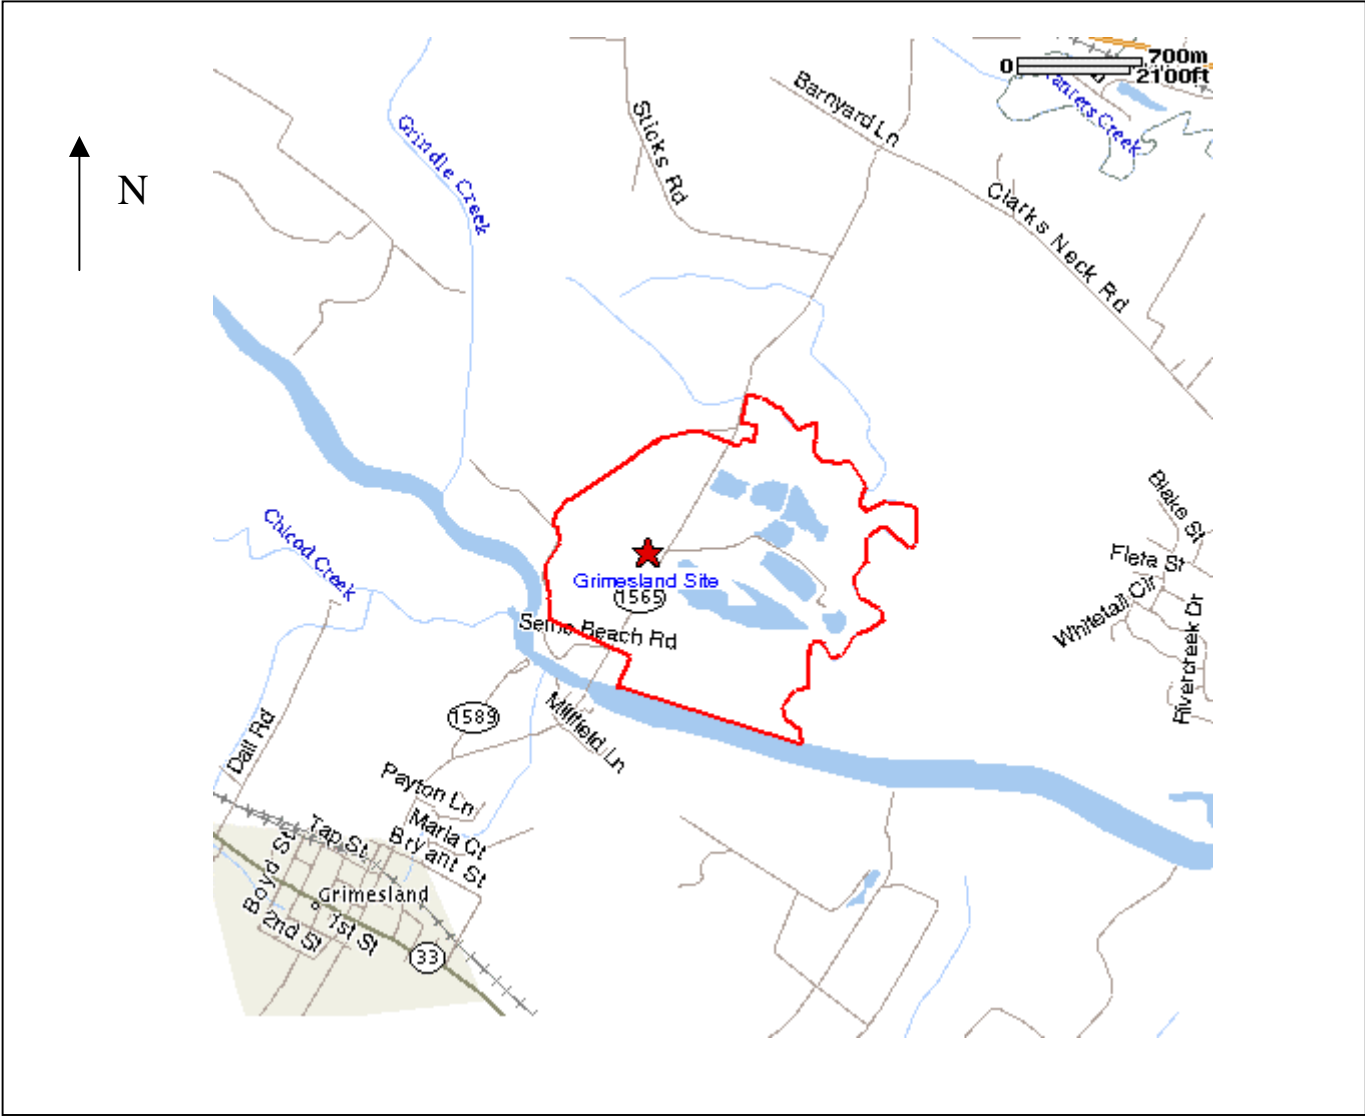 0
700m
2100ft
Barnyard Ln
Creek
Grindle Creek
Sticks Rd
N
Clarks Neck Rd
Blake St
Chicod Creek
Fleta St
Grimesland Site
1565
Whitetail Cir
Beach Rd
Rivercreek Dr
1589
Millfield Ln
Dail Rd
Payton Ln
Maria Ct
Tap St
Bryant St
Boyd St
Grimesland
2nd St
1st St
33